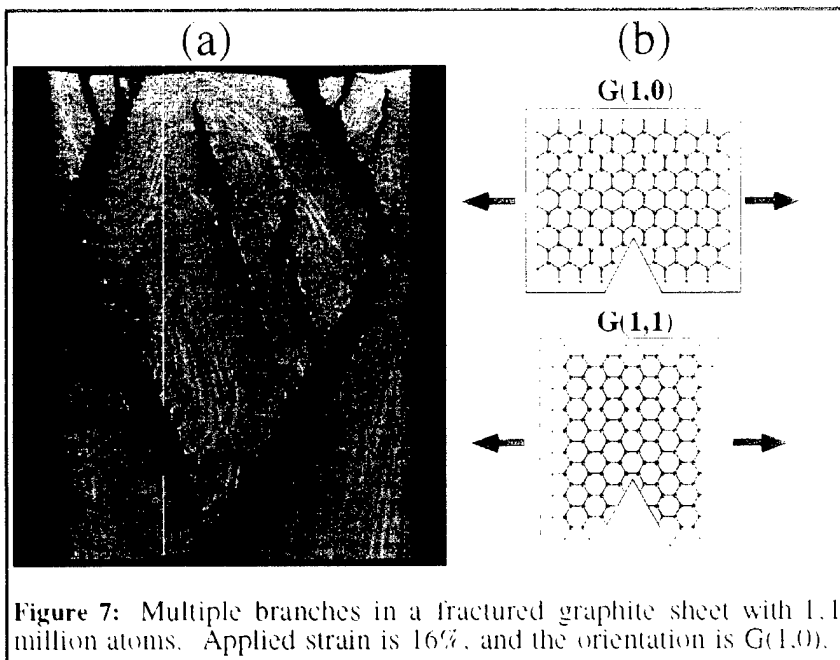 (a) (b)
G(1,0)
G(1,1)
Figure 7: Multiple branches in a fractured graphite sheet with 1.1
million atoms. Applied strain is 16%, and the orientation is G(1,0).